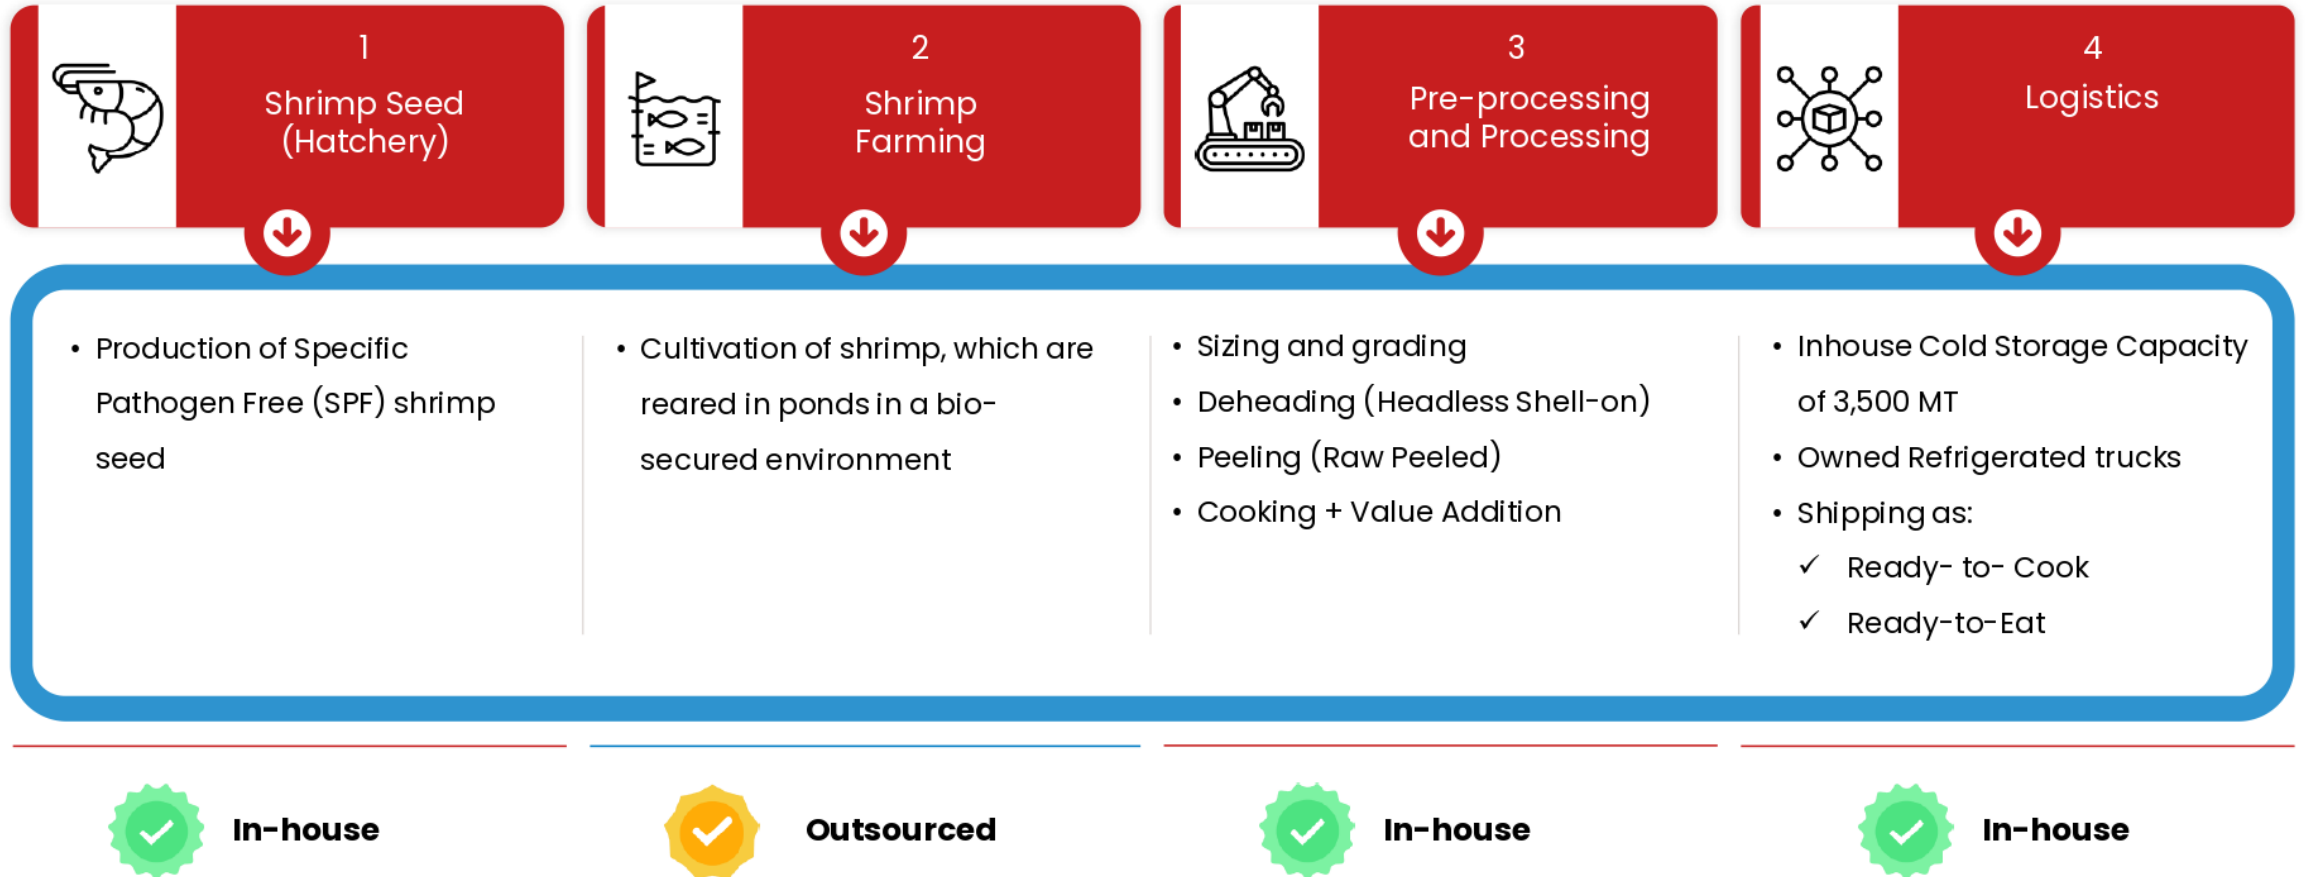 1
Shrimp Seed
(Hatchery)
2
Shrimp
Farming
3
Pre-processing
and Processing
4
Logistics
• Production of Specific
Pathogen Free (SPF) shrimp
seed
• Cultivation of shrimp, which are
reared in ponds in a bio-
secured environment
• Sizing and grading
• Deheading (Headless Shell-on)
• Peeling (Raw Peeled)
• Cooking + Value Addition
• Inhouse Cold Storage Capacity
of 3,500 MT
• Owned Refrigerated trucks
• Shipping as:
✓ Ready- to- Cook
✓ Ready-to-Eat
In-house
Outsourced
In-house
In-house